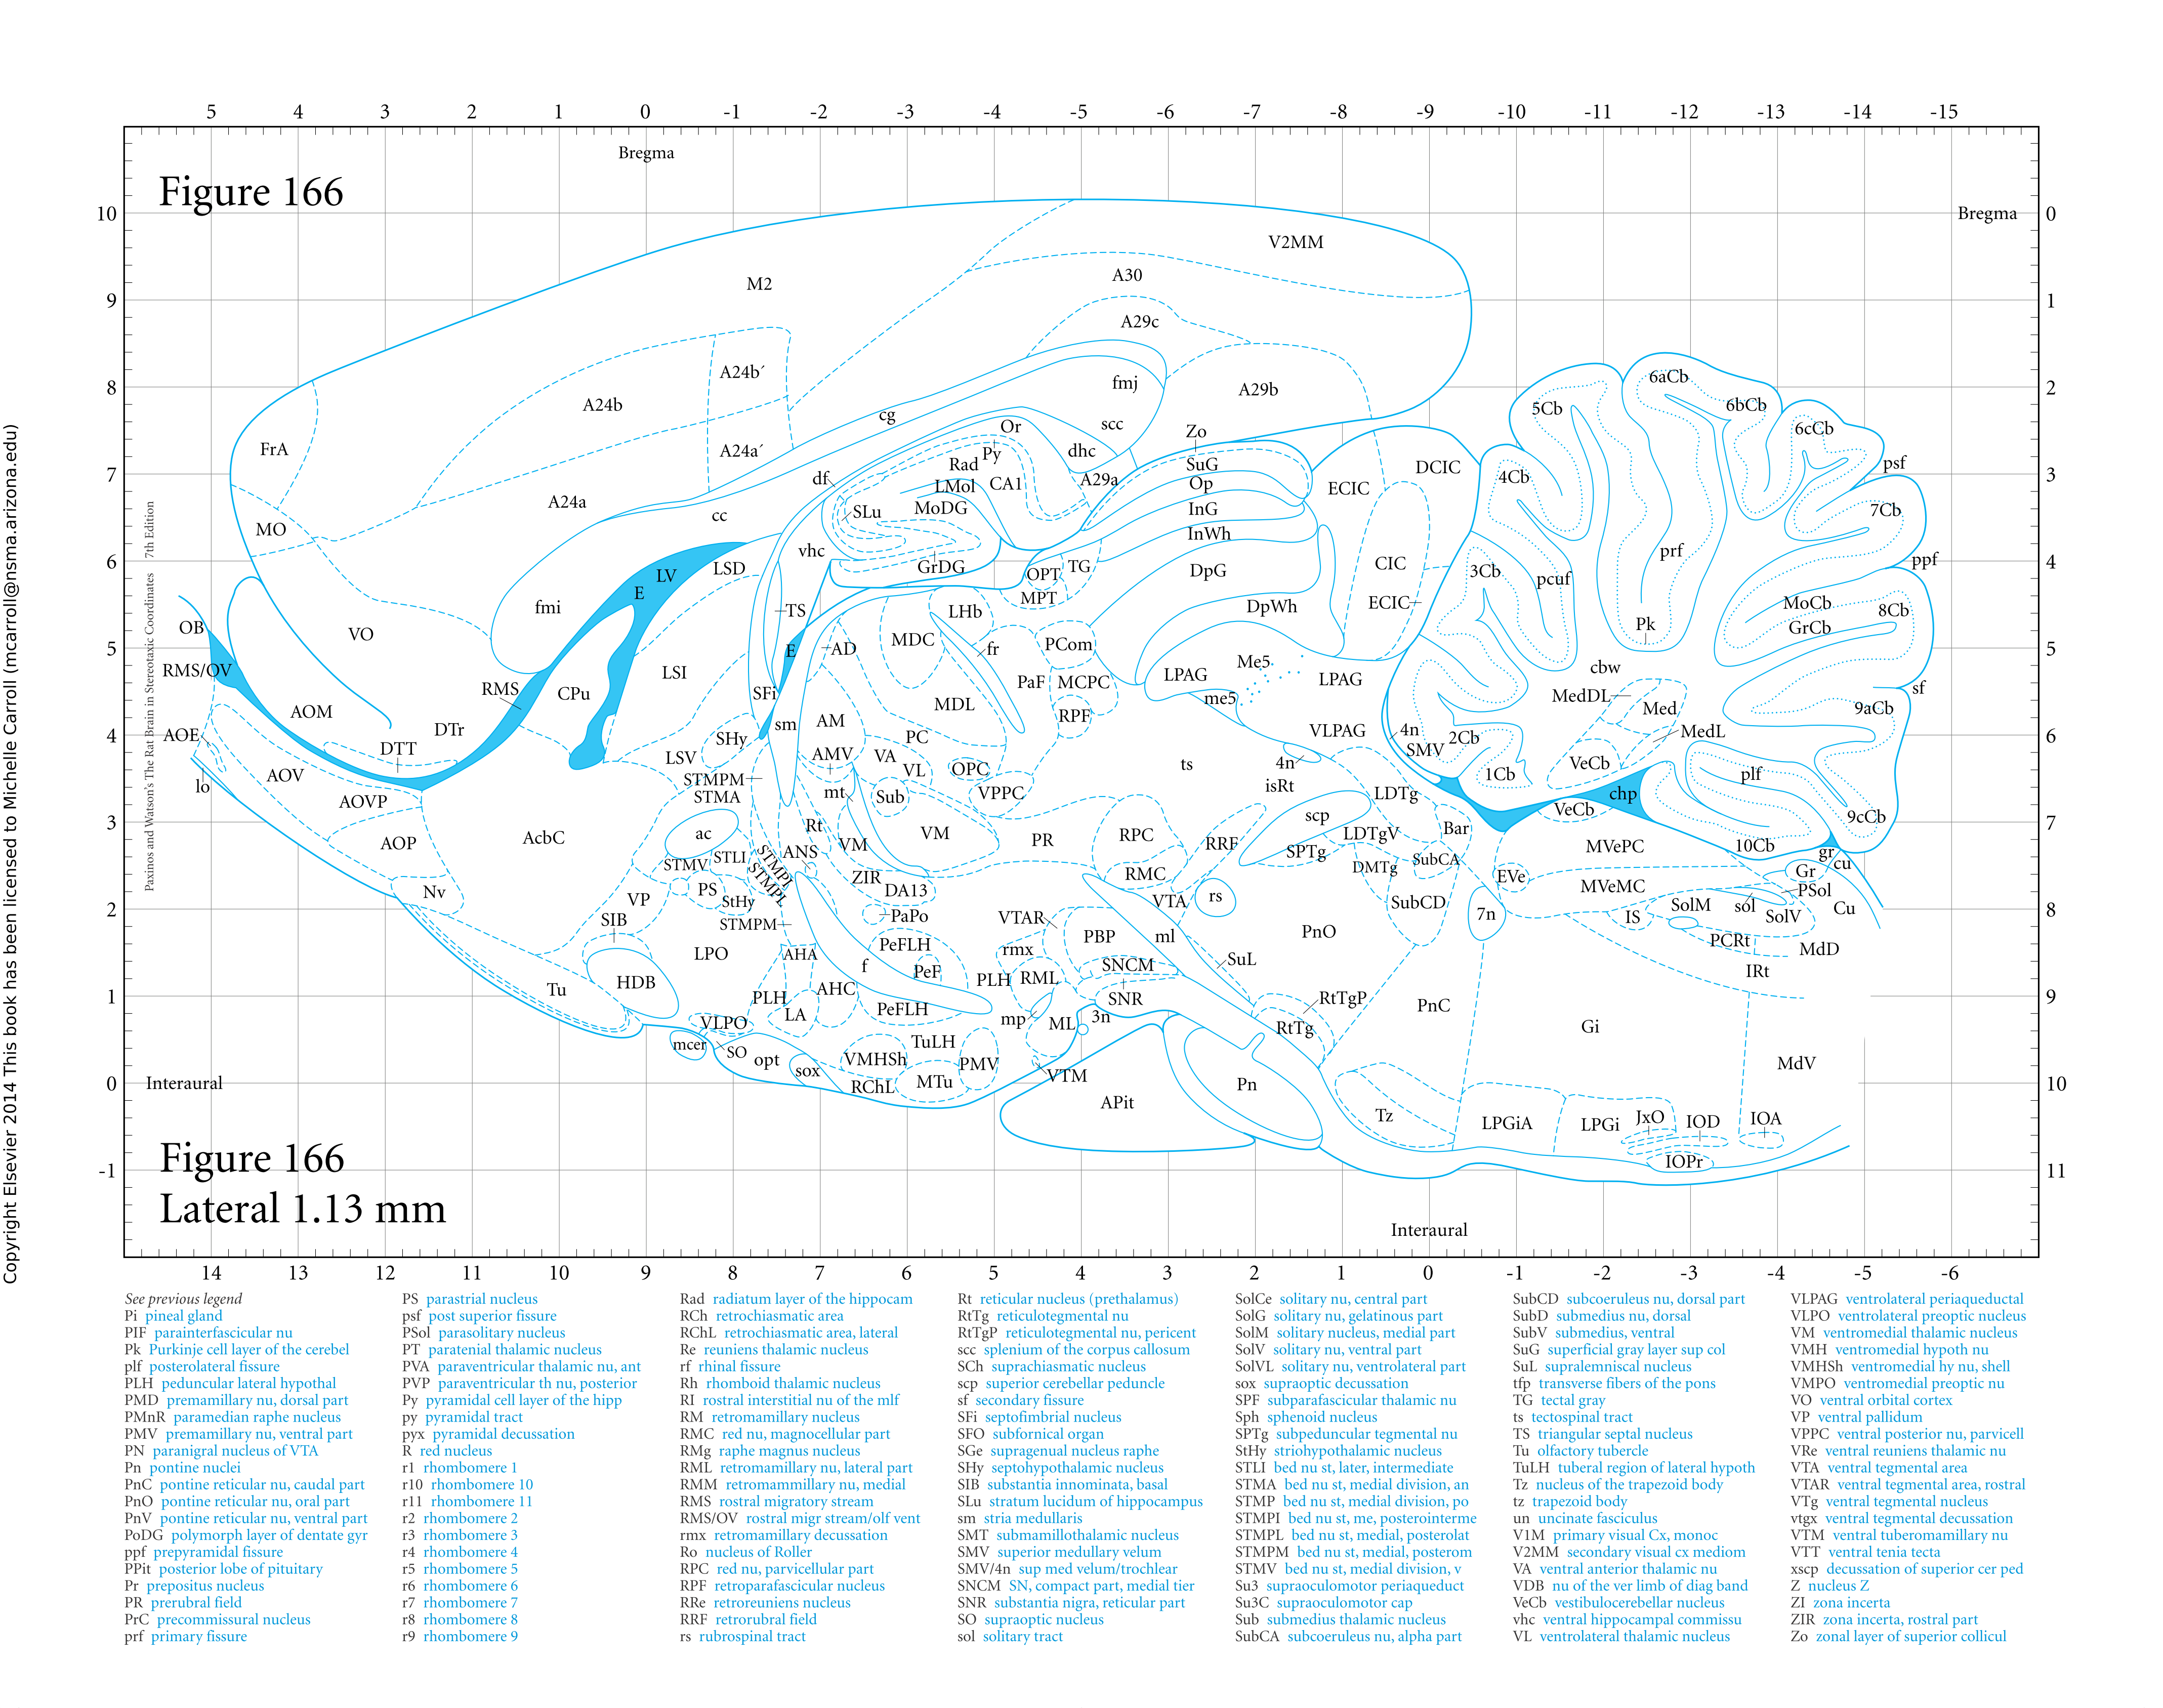 Copyright Elsevier 2014 This book has been licensed to Michelle Carroll (mcarroll@nsma.arizona.edu)
Paxinos and Watson's The Rat Brain in Stereotaxic Coordinates 7th Edition
5 4 3 2 1 0 -1 -2 -3 -4 -5 -6 -7 -8 -9 -10 -11 -12 -13 -14 -15
Bregma
Figure 166
10 Bregma 0
V2MM
A30
M2
9 1
A29c
A24b´
6aCb
fmj
8 A29b 2
A24b
5Cb 6bCb
cg
scc
Or
Zo
6cCb
FrA
A24a´
Py
dhc
Rad
SuG
DCIC
psf
7 3
df
LMol
CA1
A29a
Op
ECIC
4Cb
A24a
MoDG
SLu
InG
7Cb
MO
cc
InWh
vhc
prf
6 4
LSD
GrDG
OPT
TG
DpG
CIC
3Cb
pcuf
ppf
LV
E
MPT
fmi
TS
LHb
DpWh
ECIC
MoCb
8Cb
OB
VO
MDC
PCom
Pk
GrCb
5 5
E
AD
fr
Me5
cbw
RMS/OV
LSI
LPAG
LPAG
RMS
CPu
SFi
PaF
MCPC
me5
MedDL
sf
AOM
MDL
RPF
Med
9aCb
DTr
sm
AM
VLPAG
4n
MedL
4 AOE 6
SHy
PC
2Cb
DTT
SMV
LSV
AMV
VA
VL
OPC
ts
4n
VeCb
lo
AOV
STMPM
isRt
1Cb
plf
STMA
mt
Sub
VPPC
LDTg
chp
AOVP
VeCb
9cCb
3 7
AcbC
ac
Rt
VM
scp
Bar
PR
RPC
LDTgV
AOP
VM
RRF
MVePC
10Cb
STMV
STLI
STMPI
ANS
SPTg
SubCA
gr
cu
DMTg
Gr
Nv
PS
STMPL
ZIR
DA13
RMC
EVe
MVeMC
PSol
VP
StHy
VTA
rs
SubCD
SolM
sol
2 8
SIB
STMPM
PaPo
VTAR
7n
IS
SolV
Cu
PBP
ml
PnO
LPO
AHA
PeFLH
rmx
PCRt
MdD
f
PeF
SNCM
SuL
IRt
HDB
PLH
RML
Tu
PLH
AHC
1 9
SNR
RtTgP
PnC
LA
PeFLH
mp
3n
VLPO
ML
RtTg
Gi
mcer
SO
opt
TuLH
VMHSh
PMV
MdV
sox
VTM
Interaural
0 10
RChL
MTu
Pn
APit
Tz
LPGiA
LPGi
JxO
IOD
IOA
Figure 166
-1 11
IOPr
Lateral 1.13 mm
Interaural
14 13 12 11 10 9 8 7 6 5 4 3 2 1 0 -1 -2 -3 -4 -5 -6
See previous legend
Pi pineal gland
PIF parainterfascicular nu
Pk Purkinje cell layer of the cerebel
plf posterolateral fissure
PLH peduncular lateral hypothal
PMD premamillary nu, dorsal part
PMnR paramedian raphe nucleus
PMV premamillary nu, ventral part
PN paranigral nucleus of VTA
Pn pontine nuclei
PnC pontine reticular nu, caudal part
PnO pontine reticular nu, oral part
PnV pontine reticular nu, ventral part
PoDG polymorph layer of dentate gyr
ppf prepyramidal fissure
PPit posterior lobe of pituitary
Pr prepositus nucleus
PR prerubral field
PrC precommissural nucleus
prf primary fissure
PS parastrial nucleus
psf post superior fissure
PSol parasolitary nucleus
PT paratenial thalamic nucleus
PVA paraventricular thalamic nu, ant
PVP paraventricular th nu, posterior
Py pyramidal cell layer of the hipp
py pyramidal tract
pyx pyramidal decussation
R red nucleus
r1 rhombomere 1
r10 rhombomere 10
r11 rhombomere 11
r2 rhombomere 2
r3 rhombomere 3
r4 rhombomere 4
r5 rhombomere 5
r6 rhombomere 6
r7 rhombomere 7
r8 rhombomere 8
r9 rhombomere 9
Rad radiatum layer of the hippocam
RCh retrochiasmatic area
RChL retrochiasmatic area, lateral
Re reuniens thalamic nucleus
rf rhinal fissure
Rh rhomboid thalamic nucleus
RI rostral interstitial nu of the mlf
RM retromamillary nucleus
RMC red nu, magnocellular part
RMg raphe magnus nucleus
RML retromamillary nu, lateral part
RMM retromammillary nu, medial
RMS rostral migratory stream
RMS/OV rostral migr stream/olf vent
rmx retromamillary decussation
Ro nucleus of Roller
RPC red nu, parvicellular part
RPF retroparafascicular nucleus
RRe retroreuniens nucleus
RRF retrorubral field
rs rubrospinal tract
Rt reticular nucleus (prethalamus)
RtTg reticulotegmental nu
RtTgP reticulotegmental nu, pericent
scc splenium of the corpus callosum
SCh suprachiasmatic nucleus
scp superior cerebellar peduncle
sf secondary fissure
SFi septofimbrial nucleus
SFO subfornical organ
SGe supragenual nucleus raphe
SHy septohypothalamic nucleus
SIB substantia innominata, basal
SLu stratum lucidum of hippocampus
sm stria medullaris
SMT submamillothalamic nucleus
SMV superior medullary velum
SMV/4n sup med velum/trochlear
SNCM SN, compact part, medial tier
SNR substantia nigra, reticular part
SO supraoptic nucleus
sol solitary tract
SolCe solitary nu, central part
SolG solitary nu, gelatinous part
SolM solitary nucleus, medial part
SolV solitary nu, ventral part
SolVL solitary nu, ventrolateral part
sox supraoptic decussation
SPF subparafascicular thalamic nu
Sph sphenoid nucleus
SPTg subpeduncular tegmental nu
StHy striohypothalamic nucleus
STLI bed nu st, later, intermediate
STMA bed nu st, medial division, an
STMP bed nu st, medial division, po
STMPI bed nu st, me, posterointerme
STMPL bed nu st, medial, posterolat
STMPM bed nu st, medial, posterom
STMV bed nu st, medial division, v
Su3 supraoculomotor periaqueduct
Su3C supraoculomotor cap
Sub submedius thalamic nucleus
SubCA subcoeruleus nu, alpha part
SubCD subcoeruleus nu, dorsal part
SubD submedius nu, dorsal
SubV submedius, ventral
SuG superficial gray layer sup col
SuL supralemniscal nucleus
tfp transverse fibers of the pons
TG tectal gray
ts tectospinal tract
TS triangular septal nucleus
Tu olfactory tubercle
TuLH tuberal region of lateral hypoth
Tz nucleus of the trapezoid body
tz trapezoid body
un uncinate fasciculus
V1M primary visual Cx, monoc
V2MM secondary visual cx mediom
VA ventral anterior thalamic nu
VDB nu of the ver limb of diag band
VeCb vestibulocerebellar nucleus
vhc ventral hippocampal commissu
VL ventrolateral thalamic nucleus
VLPAG ventrolateral periaqueductal
VLPO ventrolateral preoptic nucleus
VM ventromedial thalamic nucleus
VMH ventromedial hypoth nu
VMHSh ventromedial hy nu, shell
VMPO ventromedial preoptic nu
VO ventral orbital cortex
VP ventral pallidum
VPPC ventral posterior nu, parvicell
VRe ventral reuniens thalamic nu
VTA ventral tegmental area
VTAR ventral tegmental area, rostral
VTg ventral tegmental nucleus
vtgx ventral tegmental decussation
VTM ventral tuberomamillary nu
VTT ventral tenia tecta
xscp decussation of superior cer ped
Z nucleus Z
ZI zona incerta
ZIR zona incerta, rostral part
Zo zonal layer of superior collicul